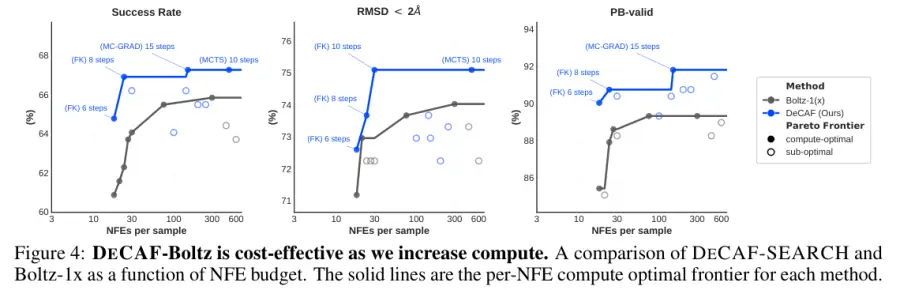 Success Rate
RMSD < 2Å
PB-valid
(%)
68
66
64
62
60
(MC-GRAD) 15 steps
(FK) 8 steps
(MCTS) 10 steps
(FK) 6 steps
3 10 30 100 300 600
NFEs per sample
(%)
76
75
74
73
72
71
(FK) 10 steps
(MCTS) 10 steps
(FK) 8 steps
(FK) 6 steps
3 10 30 100 300 600
NFEs per sample
(%)
94
92
90
88
86
(MC-GRAD) 15 steps
(FK) 8 steps
(FK) 6 steps
3 10 30 100 300 600
NFEs per sample
Method
Boltz-1(x)
DeCAF (Ours)
Pareto Frontier
compute-optimal
sub-optimal
Figure 4: DECAF-Boltz is cost-effective as we increase compute. A comparison of DECAF-SEARCH and
Boltz-1x as a function of NFE budget. The solid lines are the per-NFE compute optimal frontier for each method.